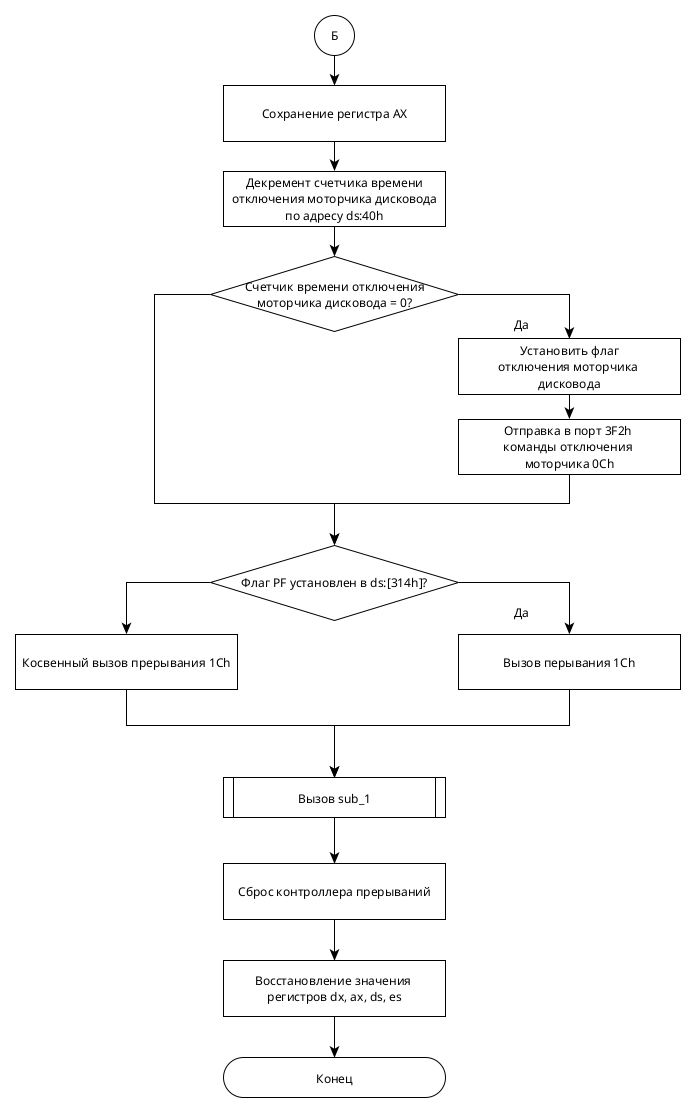 Б
Сохранение регистра AX
Декремент счетчика времени
отключения моторчика дисковода
по адресу ds:40h
Счетчик времени отключения
моторчика дисковода = 0?
Да
Установить флаг
отключения моторчика
дисковода
Отправка в порт 3F2h
команды отключения
моторчика 0Ch
Флаг PF установлен в ds:[314h]?
Да
Косвенный вызов прерывания 1Ch
Вызов перывания 1Ch
Вызов sub_1
Сброс контроллера прерываний
Восстановление значения
регистров dx, ax, ds, es
Конец